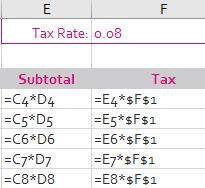 E F
Tax Rate: 0.08
Subtotal Tax
=C4*D4 =E4*$F$1
=C5*D5 =E5*$F$1
=C6*D6 =E6*$F$1
=C7*D7 =E7*$F$1
=C8*D8 =E8*$F$1